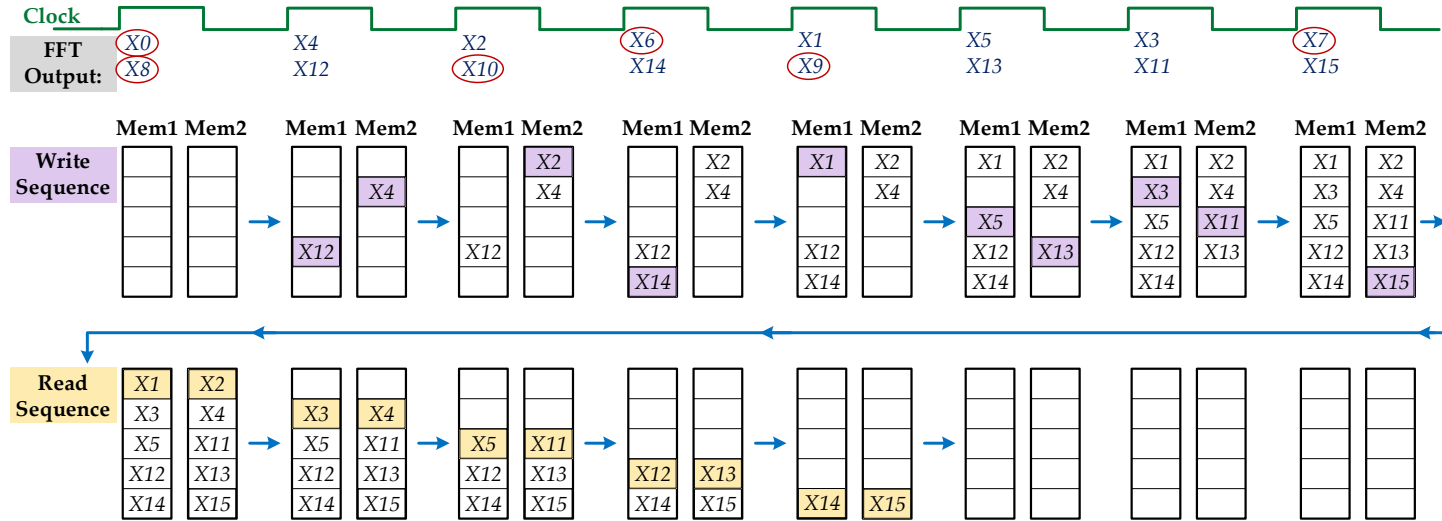 Clock
FFT Output:
X0 X4 X2 X6 X1 X5 X3 X7
X8 X12 X10 X14 X9 X13 X11 X15
Mem1 Mem2 Mem1 Mem2 Mem1 Mem2 Mem1 Mem2 Mem1 Mem2 Mem1 Mem2 Mem1 Mem2 Mem1 Mem2
Write Sequence
X2 X2 X1 X2 X1 X2 X1 X2 X1 X2
X4 X4 X4 X4 X4 X3 X4 X3 X4
X5 X5 X11 X5 X11
X12 X12 X12 X12 X12 X13 X12 X13 X12 X13
X14 X14 X14 X14 X14 X15
Read Sequence
X1 X2
X3 X4 X3 X4
X5 X11 X5 X11 X5 X11
X12 X13 X12 X13 X12 X13 X12 X13
X14 X15 X14 X15 X14 X15 X14 X15 X14 X15